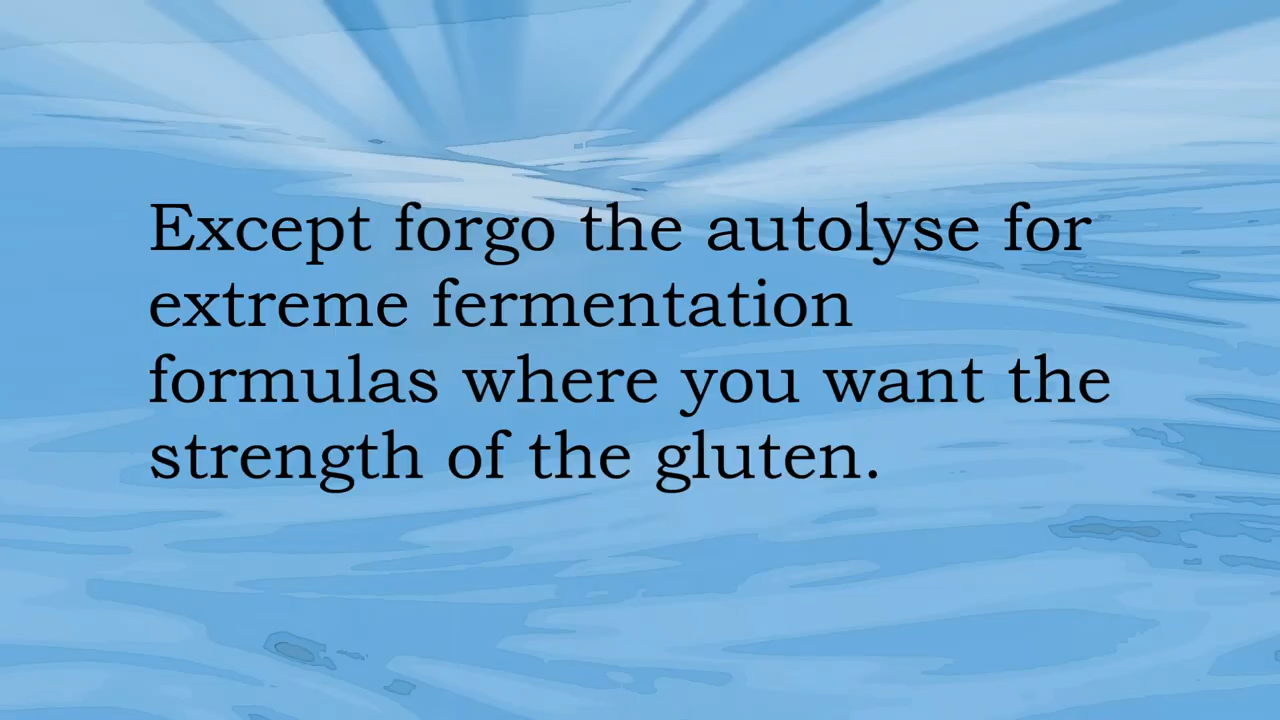 Except forgo the autolyse for
extreme fermentation
formulas where you want the
strength of the gluten.